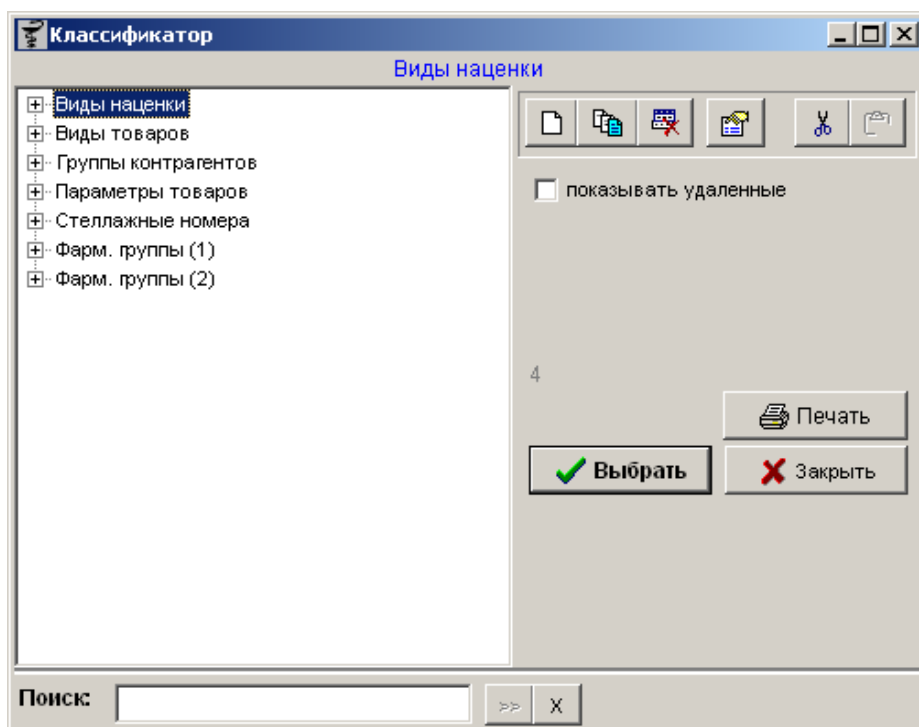 Классификатор
Виды наценки
Виды наценки
Виды товаров
Группы контрагентов
Параметры товаров
Стеллажные номера
Фарм. группы (1)
Фарм. группы (2)
показывать удаленные
4
Печать
Выбрать
Закрыть
Поиск:
>>
X